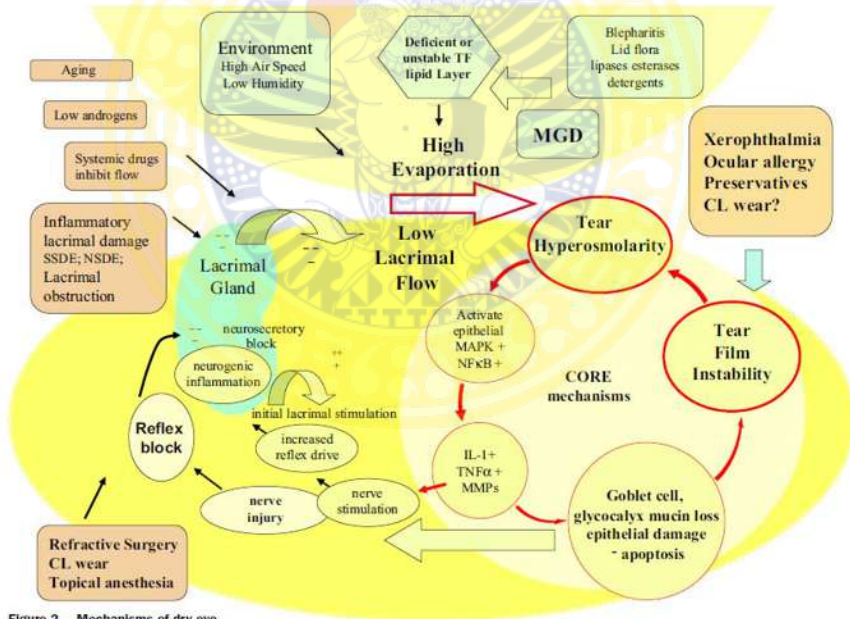 Environment
High Air Speed
Low Humidity
Deficient or
unstable TF
lipid Layer
Blepharitis
Lid flora
lipases esterases
detergents
Aging
Low androgens
Systemic drugs
inhibit flow
Inflammatory
lacrimal damage
SSDE; NSDE;
Lacrimal
obstruction
High
Evaporation
MGD
Xerophthalmia
Ocular allergy
Preservatives
CL wear?
Low
Lacrimal
Flow
Tear
Hyperosmolarity
Lacrimal
Gland
-- 
-
--
-
Activate
epithelial
MAPK +
NFκB +
Tear
Film
Instability
CORE
mechanisms
--
-
neurosecretory
block
neurogenic
inflammation
++
+
initial lacrimal stimulation
increased
reflex drive
Reflex
block
IL-1+
TNFα +
MMPs
nerve
stimulation
nerve
injury
Goblet cell,
glycocalyx mucin loss
epithelial damage
- apoptosis
Refractive Surgery
CL wear
Topical anesthesia
Figure 2. Mechanisms of dry eye